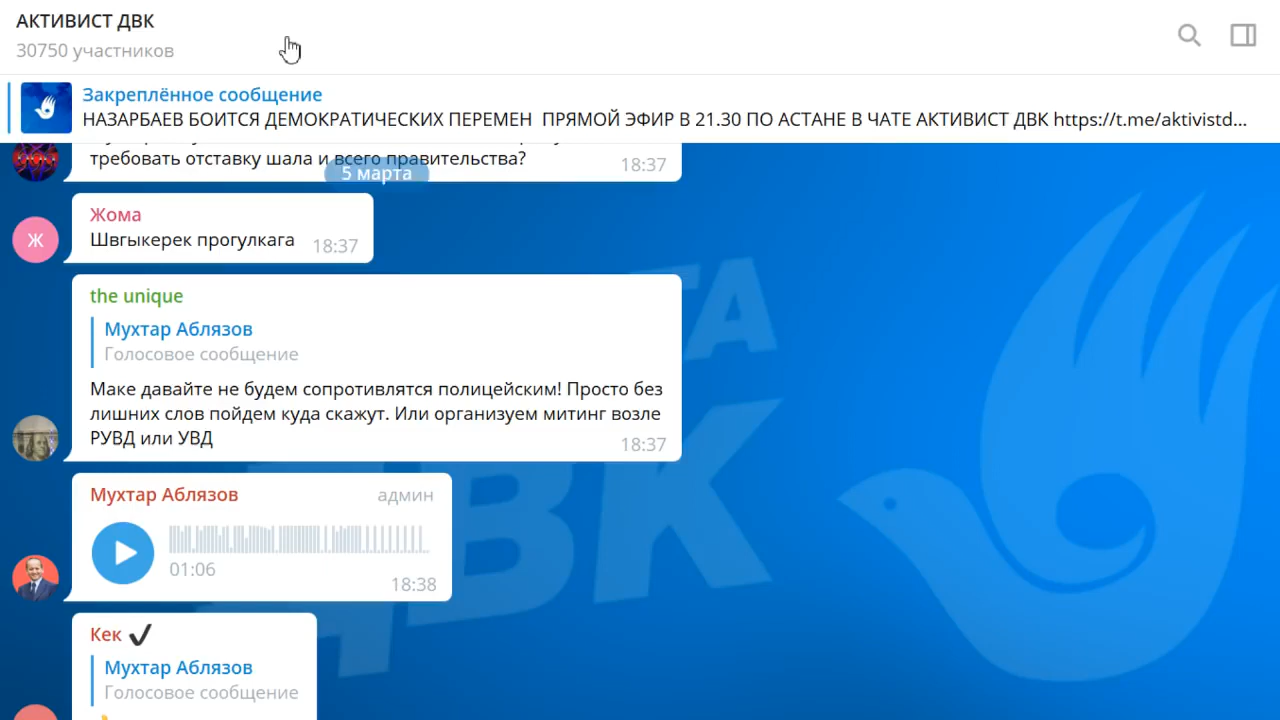 АКТИВИСТ ДВК
30750 участников
Закреплённое сообщение
НАЗАРБАЕВ БОИТСЯ ДЕМОКРАТИЧЕСКИХ ПЕРЕМЕН ПРЯМОЙ ЭФИР В 21.30 ПО АСТАНЕ В ЧАТЕ АКТИВИСТ ДВК https://t.me/aktivistd...
требовать отставку шала и всего правительства?
18:37
5 марта
Жома
Ж
Швгыкерек прогулкага
18:37
the unique
Мухтар Аблязов
Голосовое сообщение
Маке давайте не будем сопротивлятся полицейским! Просто без
лишних слов пойдем куда скажут. Или организуем митинг возле
РУВД или УВД
18:37
Мухтар Аблязов
админ
01:06
18:38
Кек
Мухтар Аблязов
Голосовое сообщение
ДВК